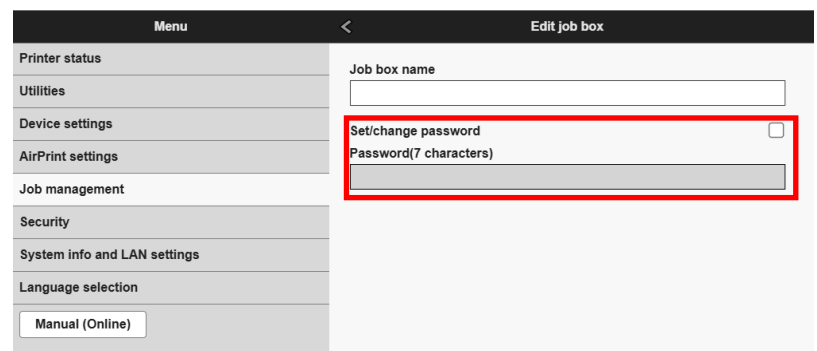 Menu
Printer status
Utilities
Device settings
AirPrint settings
Job management
Security
System info and LAN settings
Language selection
Manual (Online)
Edit job box
Job box name
Set/change password
Password(7 characters)